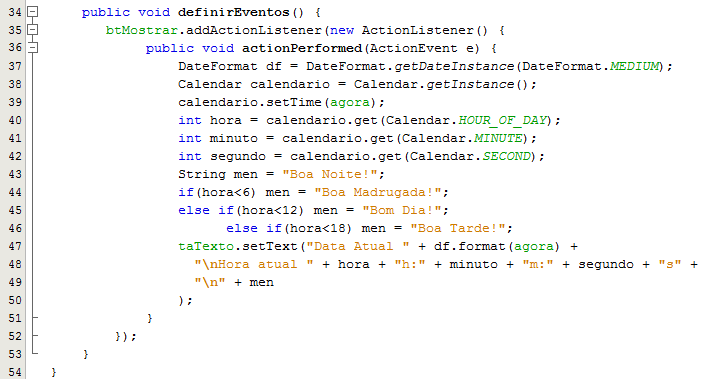 34 public void definirEventos() {
35 btMostrar.addActionListener(new ActionListener() {
36 public void actionPerformed(ActionEvent e) {
37 DateFormat df = DateFormat.getDateInstance(DateFormat.MEDIUM);
38 Calendar calendario = Calendar.getInstance();
39 calendario.setTime(agora);
40 int hora = calendario.get(Calendar.HOUR_OF_DAY);
41 int minuto = calendario.get(Calendar.MINUTE);
42 int segundo = calendario.get(Calendar.SECOND);
43 String men = "Boa Noite!";
44 if(hora<6) men = "Boa Madrugada!";
45 else if(hora<12) men = "Bom Dia!";
46 else if(hora<18) men = "Boa Tarde!";
47 taTexto.setText("Data Atual " + df.format(agora) +
48 "\nHora atual " + hora + "h:" + minuto + "m:" + segundo + "s" +
49 "\n" + men
50 );
51 }
52 });
53 }
54 }